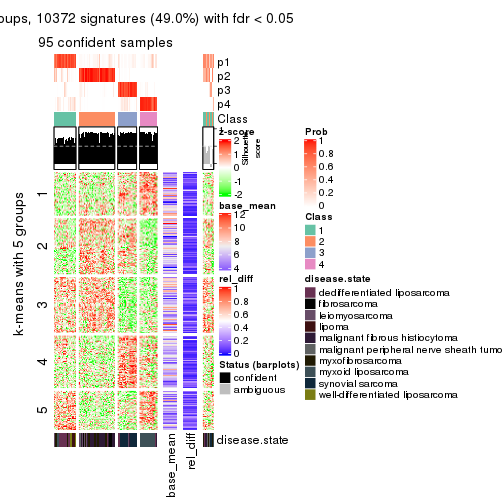 oups, 10372 signatures (49.0%) with fdr < 0.05
95 confident samples
p1
p2
p3
p4
Class
Silhouette
score
k-means with 5 groups
1
2
3
4
5
base_mean
rel_diff
disease.state
z-score
2
1
0
-1
-2
base_mean
12
10
8
6
4
rel_diff
1
0.8
0.6
0.4
0.2
0
Status (barplots)
confident
ambiguous
Prob
1
0.8
0.6
0.4
0.2
0
Class
1
2
3
4
disease.state
dedifferentiated liposarcoma
fibrosarcoma
leiomyosarcoma
lipoma
malignant fibrous histiocytoma
malignant peripheral nerve sheath tumo
myxofibrosarcoma
myxoid liposarcoma
synovial sarcoma
well-differentiated liposarcoma